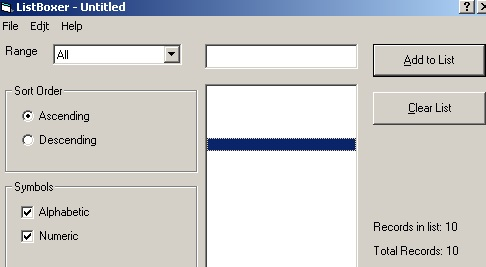 ListBoxer - Untitled
File Edjt Help
Range All Add to List
Sort Order
Clear List
Ascending
Descending
Symbols
Alphabetic
Numeric
Records in list: 10
Total Records: 10